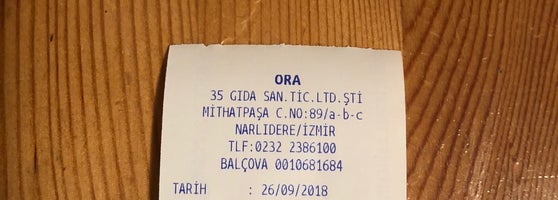 ORA
35 GIDA SAN.TİC.LTD.ŞTİ
MİTHATPAŞA C.NO:89/a-b-c
NARLIDERE/İZMİR
TLF:0232 2386100
BALÇOVA 0010681684
TARİH : 26/09/2018